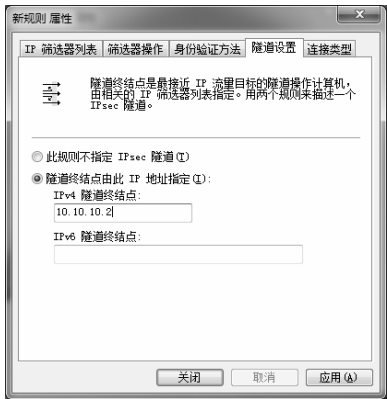 新规则 属性
IP 筛选器列表 筛选器操作 身份验证方法 隧道设置 连接类型
隧道终结点是最接近 IP 流量目标的隧道操作计算机，
由相关的 IP 筛选器列表指定。用两个规则来描述一个
IPsec 隧道。
此规则不指定 IPsec 隧道(T)
隧道终结点由此 IP 地址指定(I):
IPv4 隧道终结点:
10.10.10.2
IPv6 隧道终结点:
关闭 取消 应用(A)